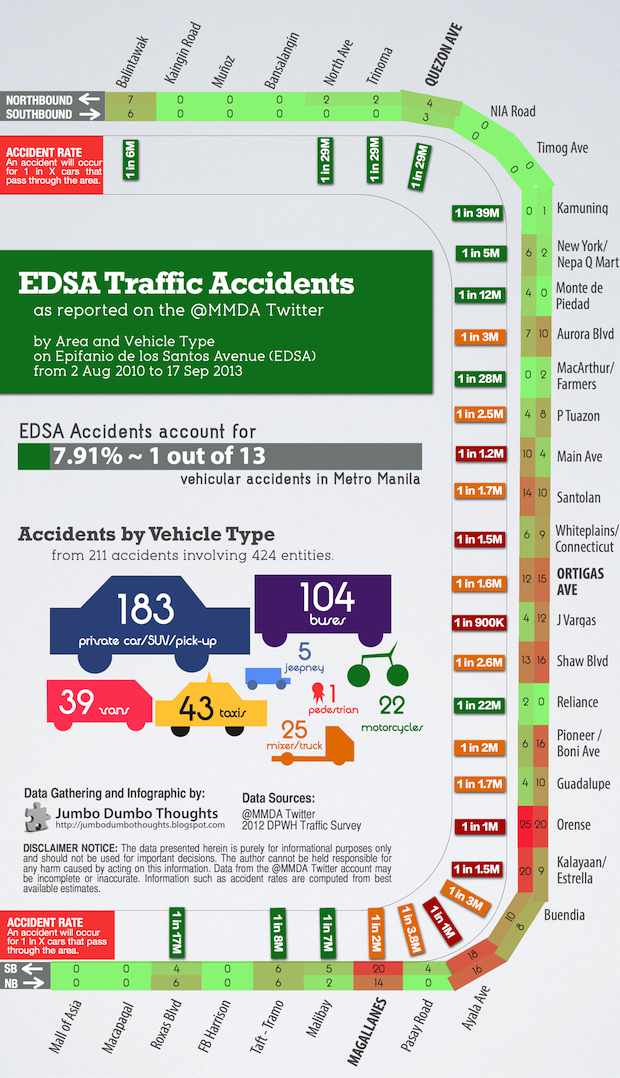 Balintawak
Kaingin Road
Muñoz
Bansalangin
North Ave
Trinoma
QUEZON AVE
NORTHBOUND 7 0 0 0 2 2 4
SOUTHBOUND 6 0 0 0 0 0 3
NIA Road
0 0
Timog Ave
0 0
ACCIDENT RATE
An accident will occur
for 1 in X cars that
pass through the area.
1 in 6M
1 in 29M
1 in 29M
1 in 29M
1 in 39M 0 1 Kamuning
1 in 5M 6 2 New York/
Nepa Q Mart
1 in 12M 4 0 Monte de
Piedad
1 in 3M 7 10 Aurora Blvd
1 in 28M 0 2 MacArthur/
Farmers
1 in 2.5M 4 8 P Tuazon
1 in 1.2M 10 4 Main Ave
1 in 1.7M 14 10 Santolan
1 in 1.5M 6 9 Whiteplains/
Connecticut
1 in 1.6M 12 15 ORTIGAS
AVE
1 in 900K 4 12 J Vargas
1 in 2.6M 13 16 Shaw Blvd
1 in 22M 2 0 Reliance
1 in 2M 6 16 Pioneer /
Boni Ave
1 in 1.7M 4 10 Guadalupe
1 in 1M 25 20 Orense
1 in 1.5M 20 9 Kalayaan/
Estrella
1 in 3M 10 8 Buendia
1 in 1M 18 16 Ayala Ave
EDSA Traffic Accidents
as reported on the @MMDA Twitter
by Area and Vehicle Type
on Epifanio de los Santos Avenue (EDSA)
from 2 Aug 2010 to 17 Sep 2013
EDSA Accidents account for
7.91% ~ 1 out of 13
vehicular accidents in Metro Manila
Accidents by Vehicle Type
from 211 accidents involving 424 entities.
183
private car/SUV/pick-up
104
buses
5
jeepney
39 vans
43 taxis
1
pedestrian
22
motorcycles
25
mixer/truck
Data Gathering and Infographic by:
Jumbo Dumbo Thoughts
http://jumbodumbothoughts.blogspot.com
Data Sources:
@MMDA Twitter
2012 DPWH Traffic Survey
DISCLAIMER NOTICE: The data presented herein is purely for informational purposes only
and should not be used for important decisions. The author cannot be held responsible for
any harm caused by acting on this information. Data from the @MMDA Twitter account may
be incomplete or inaccurate. Information such as accident rates are computed from best
available estimates.
ACCIDENT RATE
An accident will occur
for 1 in X cars that pass
through the area.
1 in 17M
1 in 8M
1 in 7M
1 in 2M
1 in 3.8M
SB 0 0 4 0 6 5 20 4
NB 0 0 6 0 6 2 14 0
Mall of Asia
Macapagal
Roxas Blvd
FB Harrison
Taft - Tramo
Malibay
MAGALLANES
Pasay Road